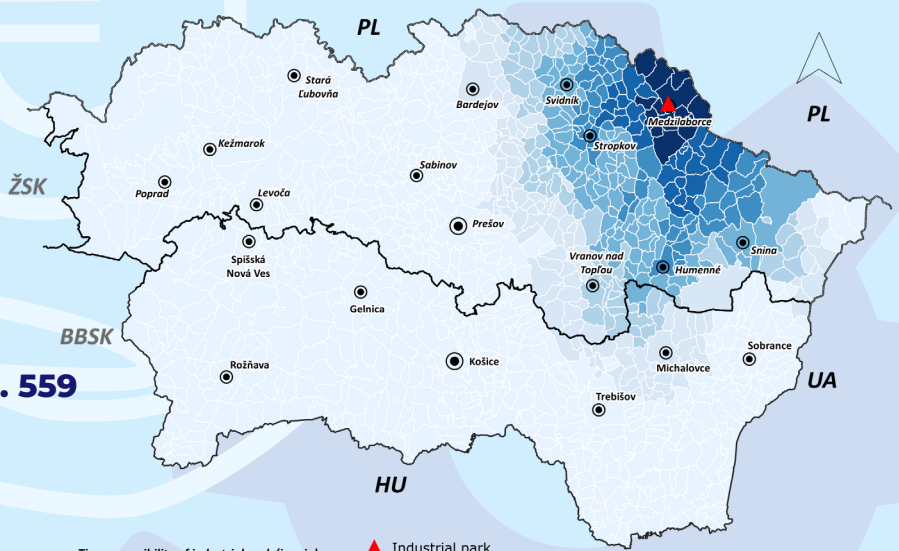 PL
Stará
Ľubovňa
Bardejov
Svidník
Medzilaborce
PL
Stropkov
Kežmarok
Sabinov
ŽSK
Poprad
Levoča
Prešov
Spišská
Nová Ves
Vranov nad
Topľou
Humenné
Snina
Gelnica
BBSK
Rožňava
Košice
Michalovce
Sobrance
. 559
Trebišov
UA
HU
Industrial park